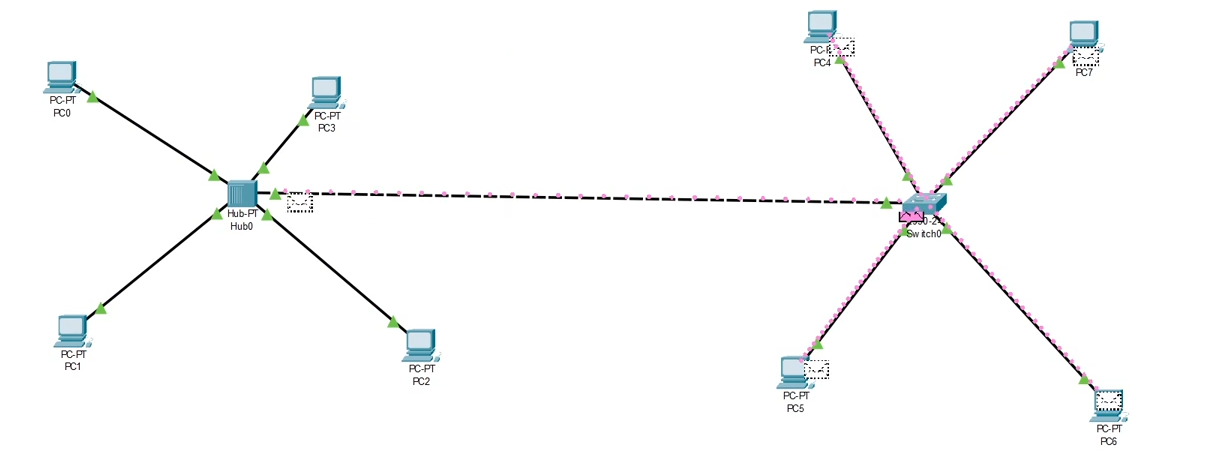 PC-PT
PC0
PC-PT
PC3
Hub-PT
Hub0
PC-PT
PC1
PC-PT
PC2
PC4
PC7
Switch0
PC-PT
PC5
PC-PT
PC6